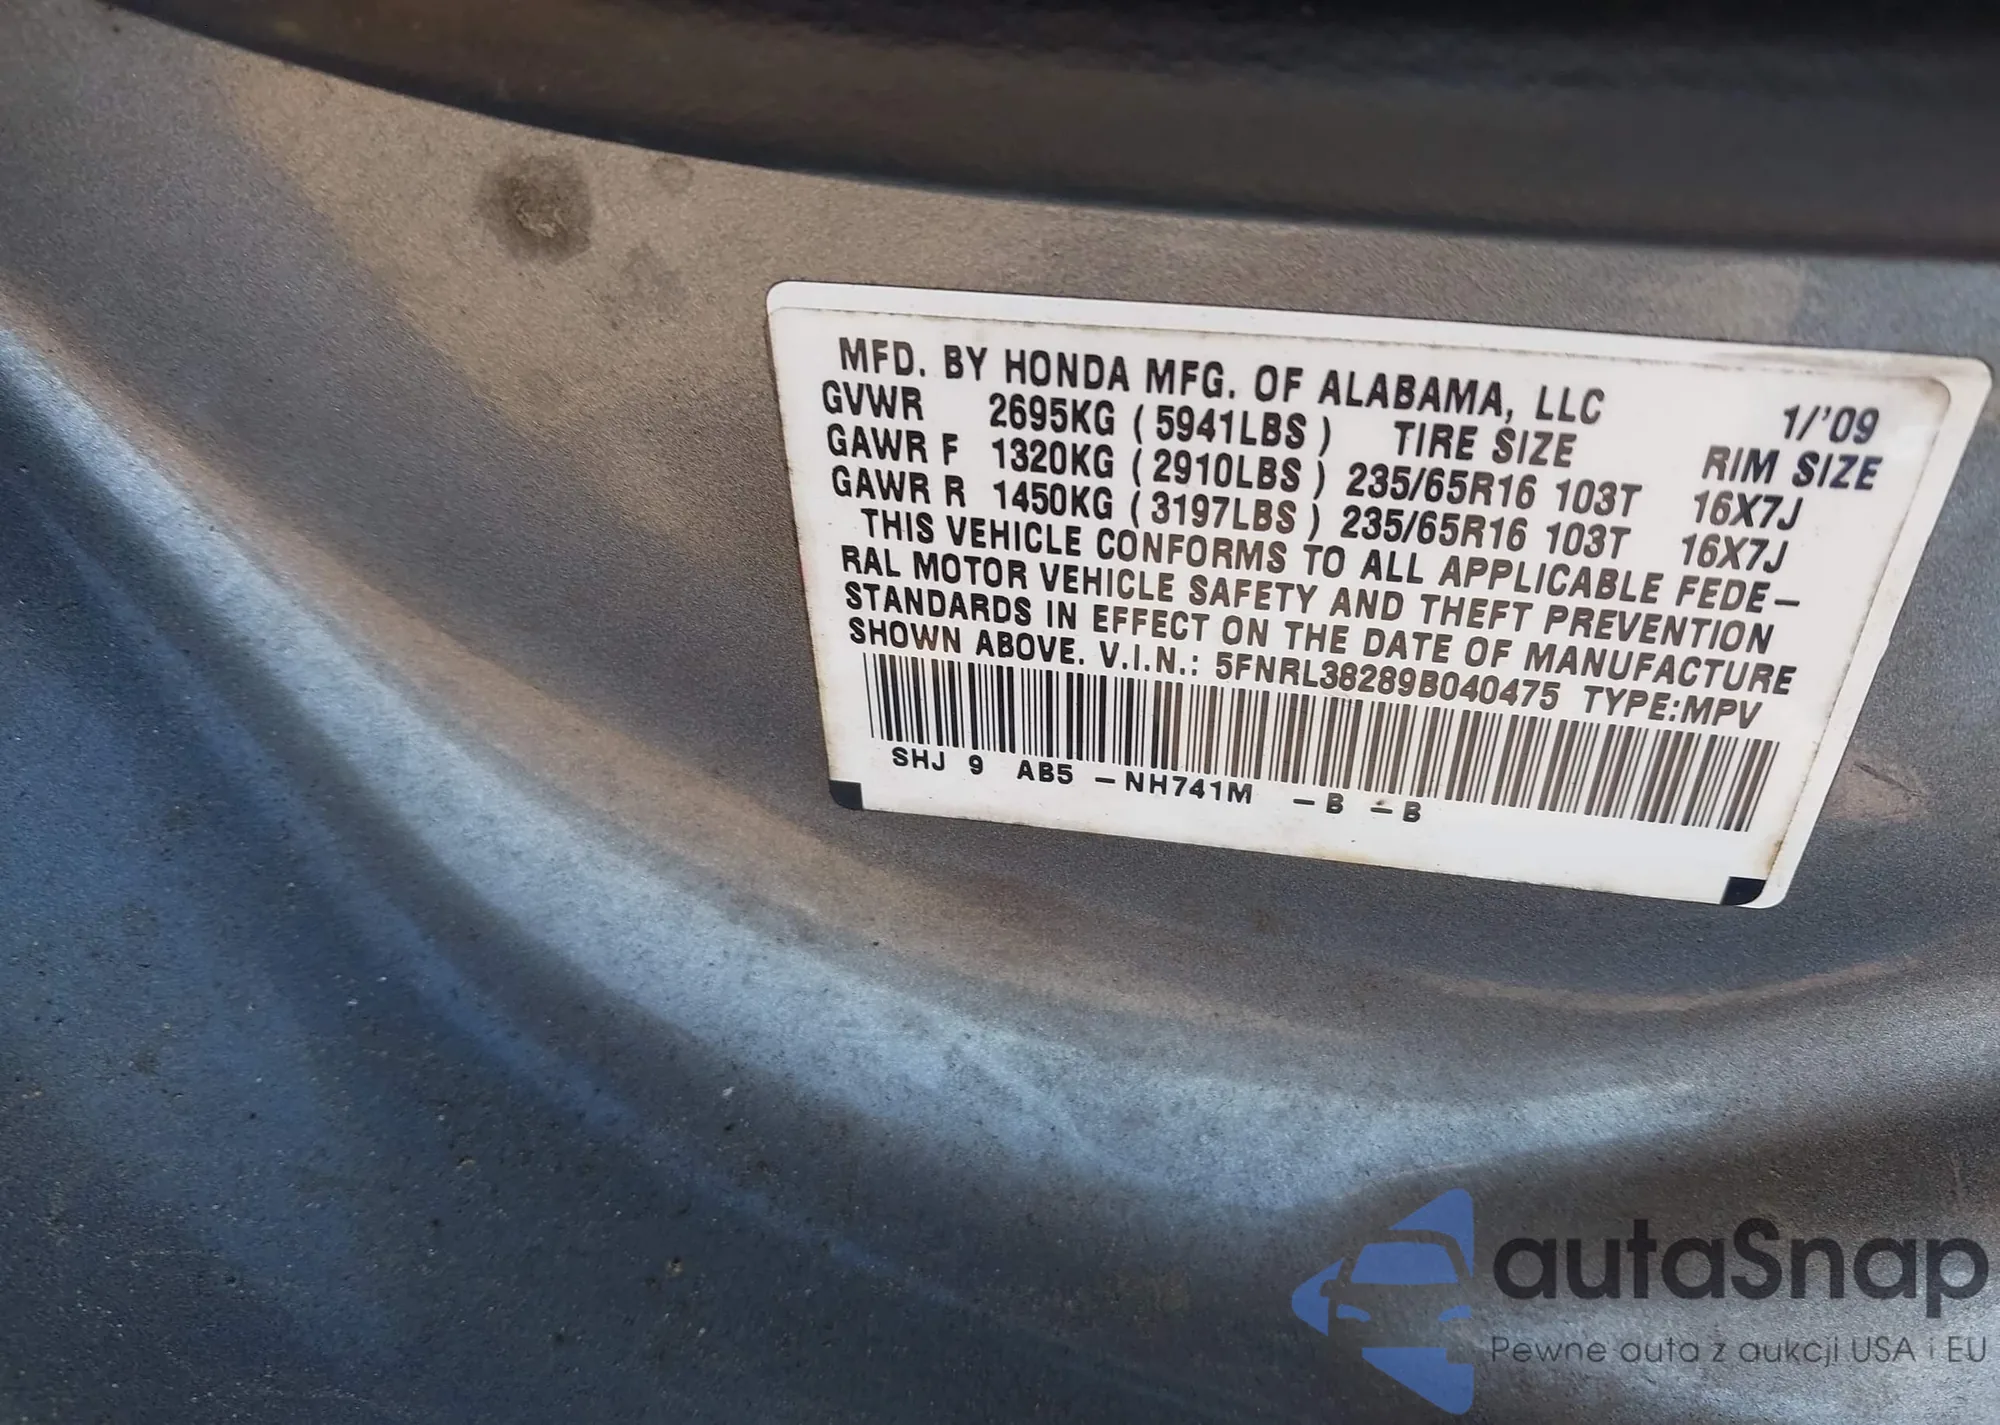 MFD. BY HONDA MFG. OF ALABAMA, LLC 1/'09
GVWR 2695KG (5941LBS) TIRE SIZE RIM SIZE
GAWR F 1320KG (2910LBS) 235/65R16 103T 16X7J
GAWR R 1450KG (3197LBS) 235/65R16 103T 16X7J
THIS VEHICLE CONFORMS TO ALL APPLICABLE FEDE-
RAL MOTOR VEHICLE SAFETY AND THEFT PREVENTION
STANDARDS IN EFFECT ON THE DATE OF MANUFACTURE
SHOWN ABOVE. V.I.N.: 5FNRL38289B040475 TYPE:MPV
SHJ 9 AB5 -NH741M -B -B
autaSnap
Pewne auta z aukcji USA i EU